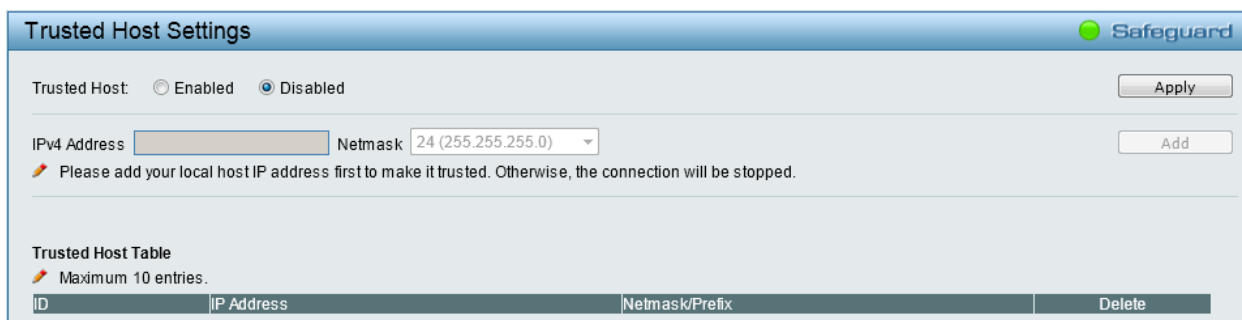 Trusted Host Settings Safeguard
Trusted Host: Enabled Disabled Apply
IPv4 Address Netmask 24 (255.255.255.0) Add
Please add your local host IP address first to make it trusted. Otherwise, the connection will be stopped.
Trusted Host Table
Maximum 10 entries.
ID IP Address Netmask/Prefix Delete